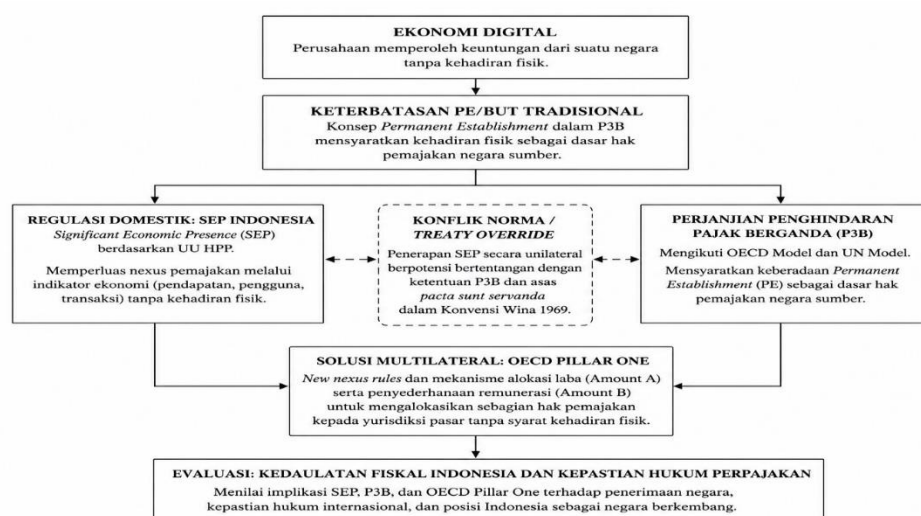 EKONOMI DIGITAL
Perusahaan memperoleh keuntungan dari suatu negara
tanpa kehadiran fisik.
KETERBATASAN PE/BUT TRADISIONAL
Konsep Permanent Establishment dalam P3B
mensyaratkan kehadiran fisik sebagai dasar hak
pemajakan negara sumber.
REGULASI DOMESTIK: SEP INDONESIA
Significant Economic Presence (SEP)
berdasarkan UU HPP.
Memperluas nexus pemajakan melalui
indikator ekonomi (pendapatan, pengguna,
transaksi) tanpa kehadiran fisik.
KONFLIK NORMA /
TREATY OVERRIDE
Penerapan SEP secara unilateral
berpotensi bertentangan dengan
ketentuan P3B dan asas
pacta sunt servanda
dalam Konvensi Wina 1969.
PERJANJIAN PENGHINDARAN
PAJAK BERGANDA (P3B)
Mengikuti OECD Model dan UN Model.
Mensyaratkan keberadaan Permanent
Establishment (PE) sebagai dasar hak
pemajakan negara sumber.
SOLUSI MULTILATERAL: OECD PILLAR ONE
New nexus rules dan mekanisme alokasi laba (Amount A)
serta penyederhanaan remunerasi (Amount B)
untuk mengalokasikan sebagian hak pemajakan
kepada yurisdiksi pasar tanpa syarat kehadiran fisik.
EVALUASI: KEDAULATAN FISKAL INDONESIA DAN KEPASTIAN HUKUM PERPAJAKAN
Menilai implikasi SEP, P3B, dan OECD Pillar One terhadap penerimaan negara,
kepastian hukum internasional, dan posisi Indonesia sebagai negara berkembang.